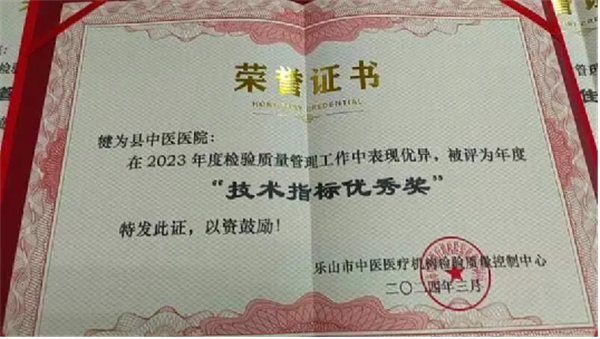 荣誉证书
HONORARY CREDENTIAL
犍为县中医医院：
在2023年度检验质量管理工作中表现优异，被评为年度
“技术指标优秀奖”
特发此证，以资鼓励！
乐山市中医医疗机构检验质量控制中心
二〇二四年三月